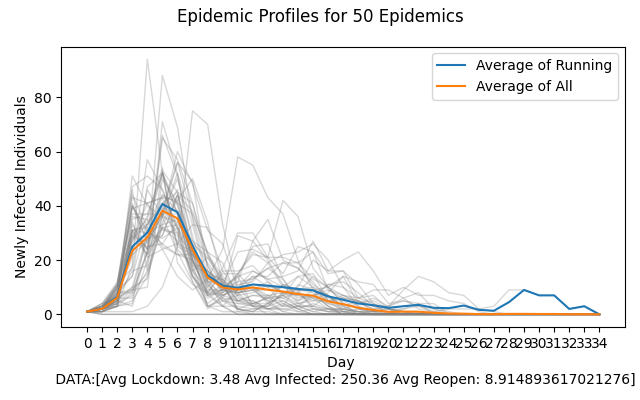 Epidemic Profiles for 50 Epidemics
Average of Running
Average of All
Newly Infected Individuals
80
60
40
20
0
0 1 2 3 4 5 6 7 8 9 10 11 12 13 14 15 16 17 18 19 20 21 22 23 24 25 26 27 28 29 30 31 32 33 34
Day
DATA:[Avg Lockdown: 3.48 Avg Infected: 250.36 Avg Reopen: 8.914893617021276]